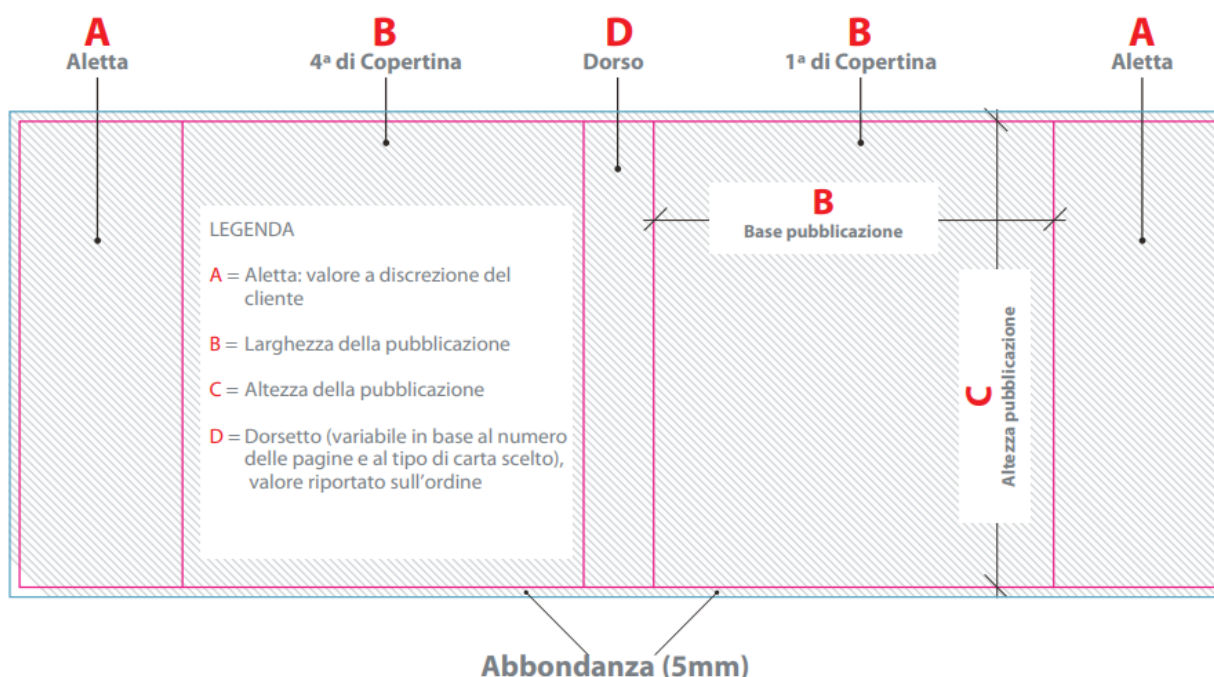 A
Aletta
B
4ª di Copertina
D
Dorso
B
1ª di Copertina
A
Aletta
B
Base pubblicazione
LEGENDA
A = Aletta: valore a discrezione del
cliente
B = Larghezza della pubblicazione
C = Altezza della pubblicazione
D = Dorsetto (variabile in base al numero
delle pagine e al tipo di carta scelto),
valore riportato sull’ordine
C
Altezza pubblicazione
Abbondanza (5mm)